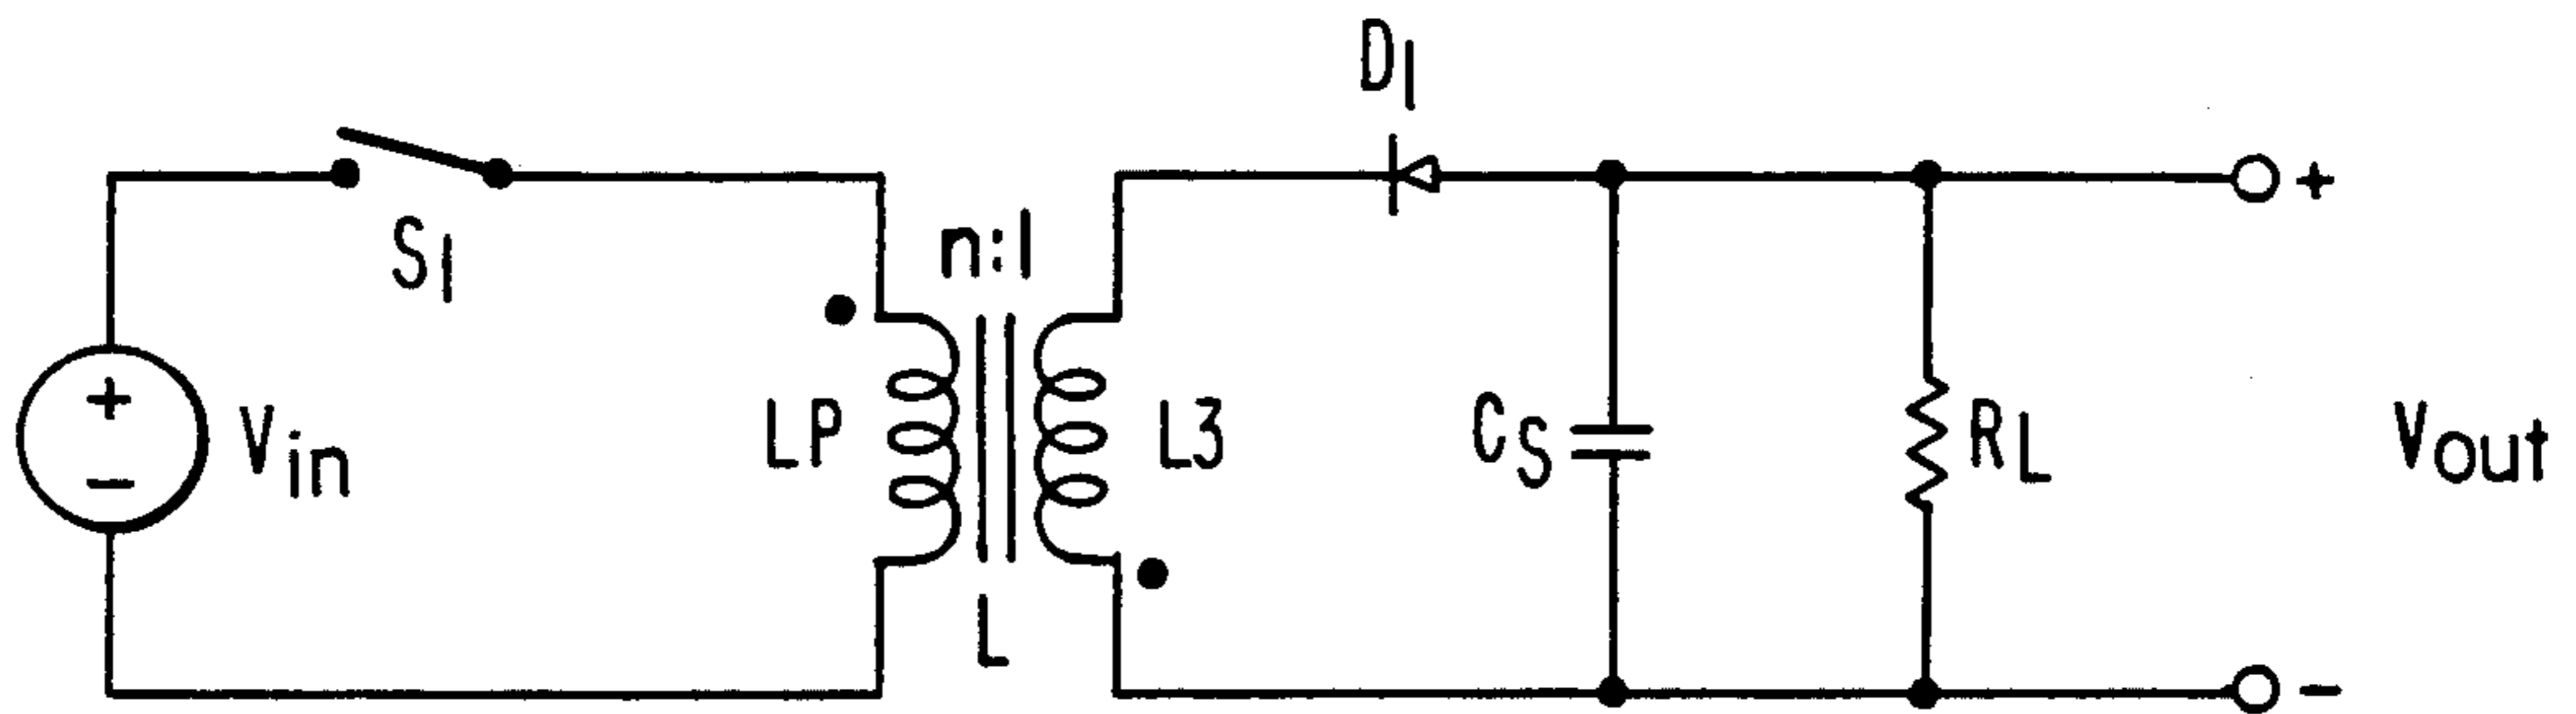 D1
S1
n:1
+
-
Vin
LP
L3
CS
RL
+
-
Vout
L